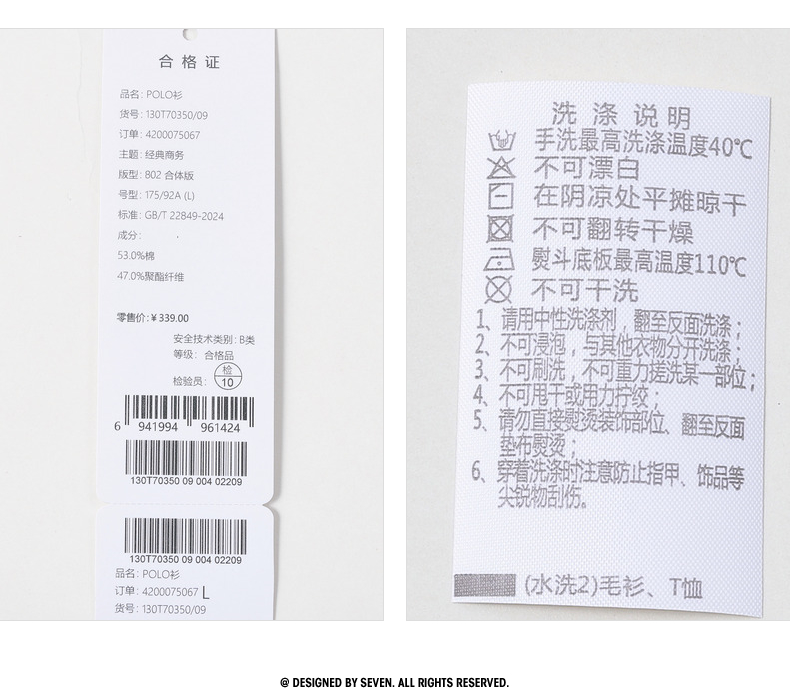 合格证
品名: POLO衫
货号: 130T70350/09
订单: 4200075067
主题: 经典商务
版型: 802 合体版
号型: 175/92A (L)
标准: GB/T 22849-2024
成分:
53.0%棉
47.0%聚酯纤维
零售价: ¥339.00
安全技术类别: B类
等级: 合格品
检验员: 检 10
6 941994 961424
130T70350 09 004 02209
130T70350 09 004 02209
品名: POLO衫
订单: 4200075067 L
货号: 130T70350/09
洗涤说明
手洗最高洗涤温度40℃
不可漂白
在阴凉处平摊晾干
不可翻转干燥
熨斗底板最高温度110℃
不可干洗
1、请用中性洗涤剂，翻至反面洗涤；
2、不可浸泡，与其他衣物分开洗涤；
3、不可刷洗，不可重力搓洗某一部位；
4、不可甩干或用力拧绞；
5、请勿直接熨烫装饰部位、翻至反面
垫布熨烫；
6、穿着洗涤时注意防止指甲、饰品等
尖锐物刮伤。
(水洗2)毛衫、T恤
@ DESIGNED BY SEVEN. ALL RIGHTS RESERVED.